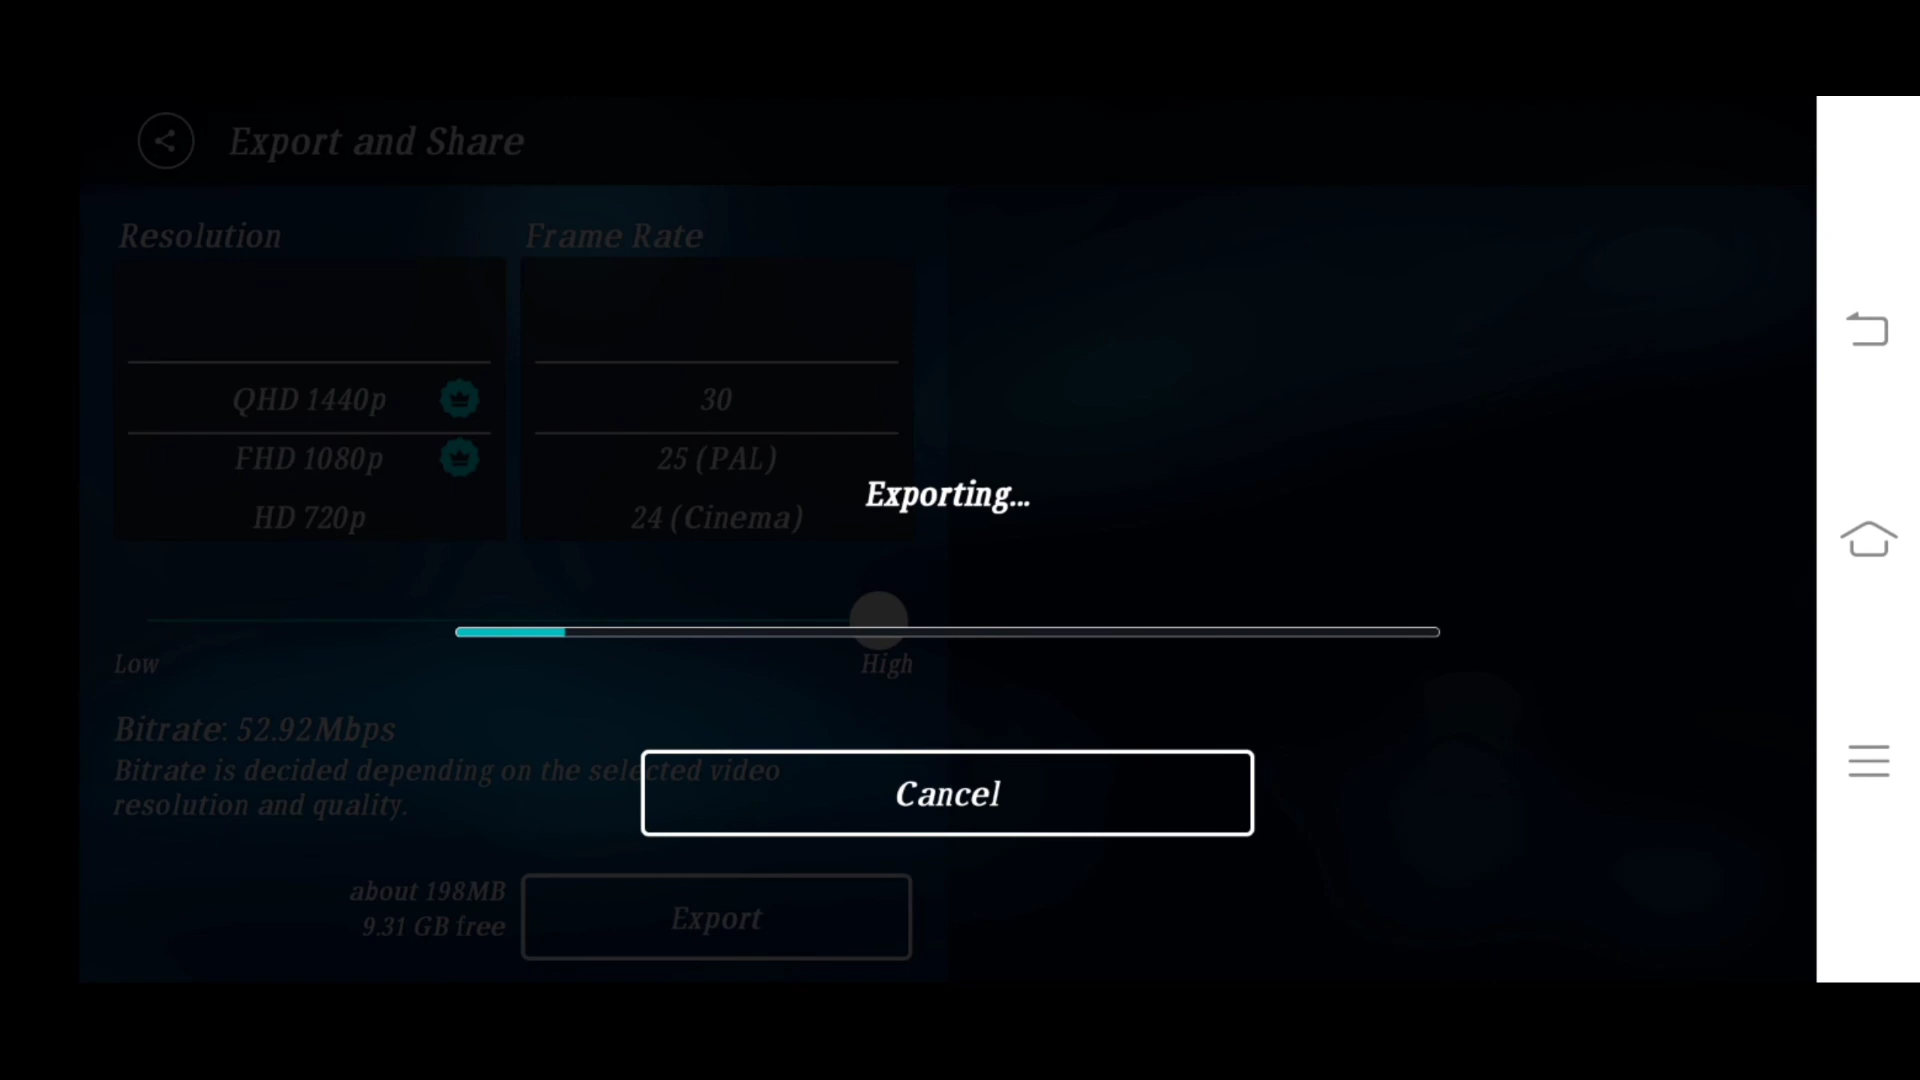 Export and Share
Resolution
Frame Rate
QHD 1440p
30
FHD 1080p
25 (PAL)
HD 720p
24 (Cinema)
Exporting...
Low
High
Bitrate: 52.92Mbps
Bitrate is decided depending on the selected video
resolution and quality.
Cancel
about 198MB
9.31 GB free
Export